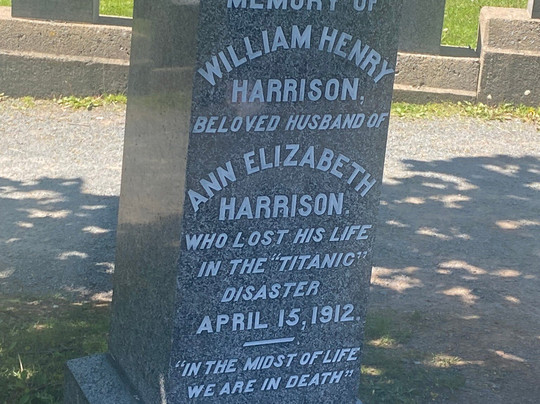 MEMORY OF
WILLIAM HENRY
HARRISON,
BELOVED HUSBAND OF
ANN ELIZABETH
HARRISON.
WHO LOST HIS LIFE
IN THE "TITANIC"
DISASTER
APRIL 15, 1912.
"IN THE MIDST OF LIFE
WE ARE IN DEATH"